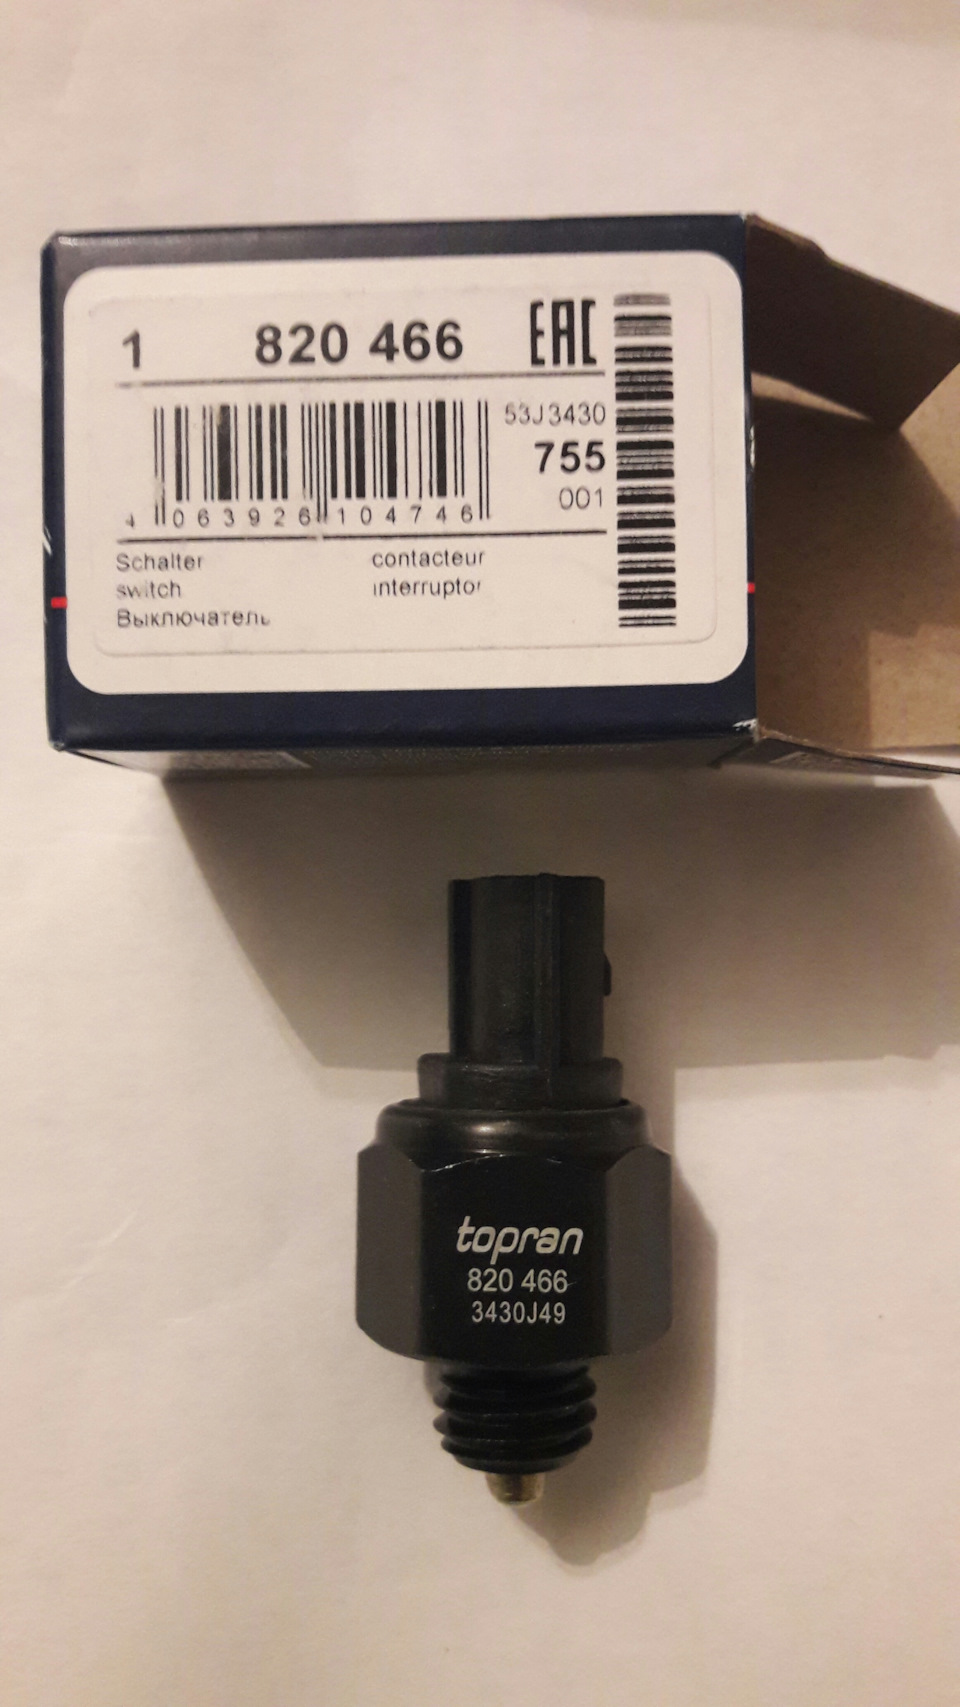 1 820 466 EAC
53J3430
755
001
4 063926 104746
Schalter contacteur
switch interruptor
Выключатель
topran
820 466
3430J49